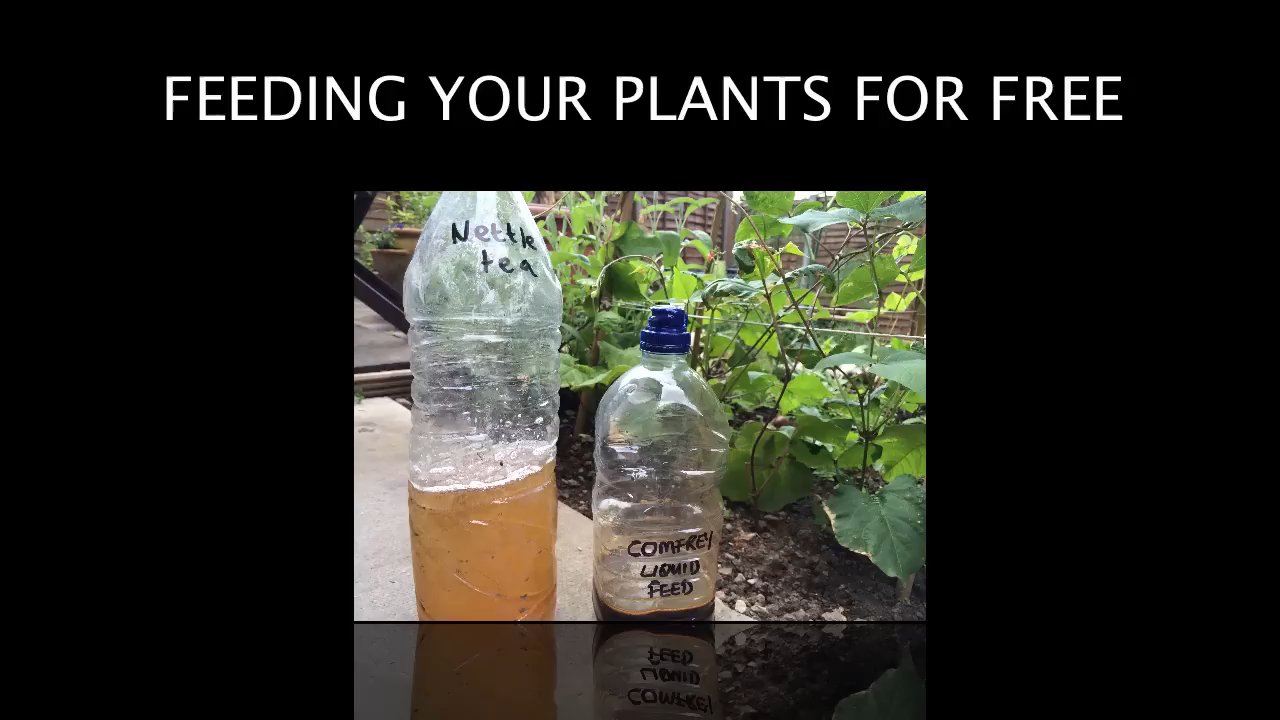 FEEDING YOUR PLANTS FOR FREE
Nettle
tea
COMFREY
LIQUID
FEED